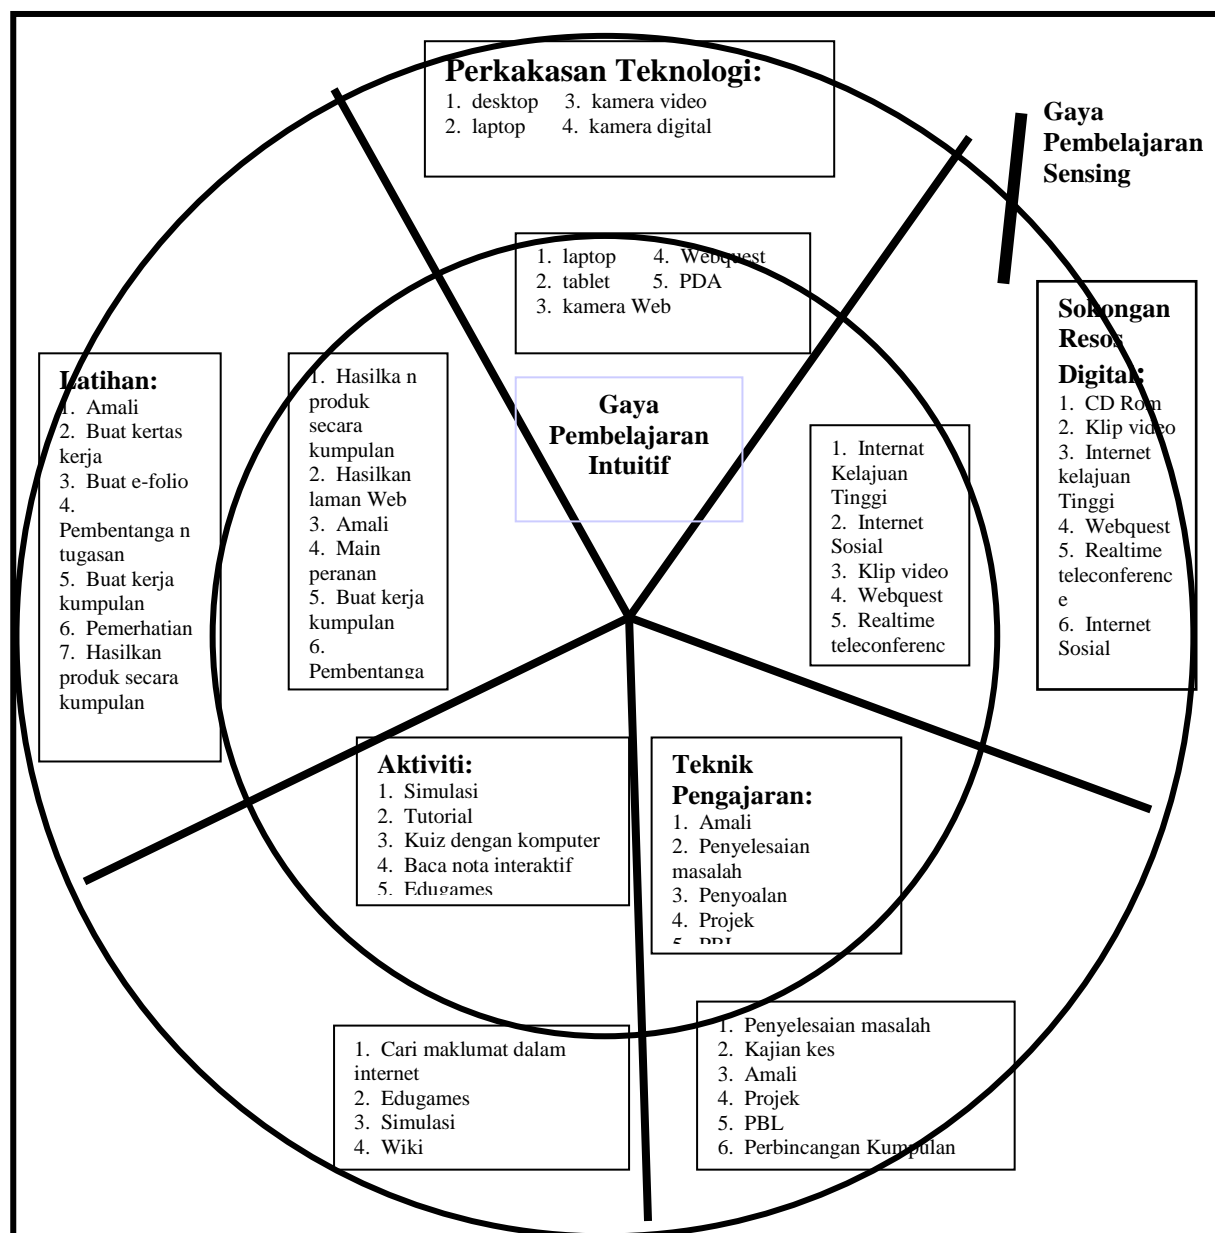 Perkakasan Teknologi:
1. desktop 3. kamera video
2. laptop 4. kamera digital
Gaya
Pembelajaran
Sensing
1. laptop 4. Webquest
2. tablet 5. PDA
3. kamera Web
Sokongan
Resos
Digital:
1. CD Rom
2. Klip video
3. Internet
kelajuan
Tinggi
4. Webquest
5. Realtime
teleconferenc
e
6. Internet
Sosial
Latihan:
1. Amali
2. Buat kertas
kerja
3. Buat e-folio
4.
Pembentanga n
tugasan
5. Buat kerja
kumpulan
6. Pemerhatian
7. Hasilkan
produk secara
kumpulan
1. Hasilka n
produk
secara
kumpulan
2. Hasilkan
laman Web
3. Amali
4. Main
peranan
5. Buat kerja
kumpulan
6.
Pembentanga
Gaya
Pembelajaran
Intuitif
1. Internat
Kelajuan
Tinggi
2. Internet
Sosial
3. Klip video
4. Webquest
5. Realtime
teleconferenc
Aktiviti:
1. Simulasi
2. Tutorial
3. Kuiz dengan komputer
4. Baca nota interaktif
5. Edugames
Teknik
Pengajaran:
1. Amali
2. Penyelesaian
masalah
3. Penyoalan
4. Projek
5. PBL
1. Cari maklumat dalam
internet
2. Edugames
3. Simulasi
4. Wiki
1. Penyelesaian masalah
2. Kajian kes
3. Amali
4. Projek
5. PBL
6. Perbincangan Kumpulan